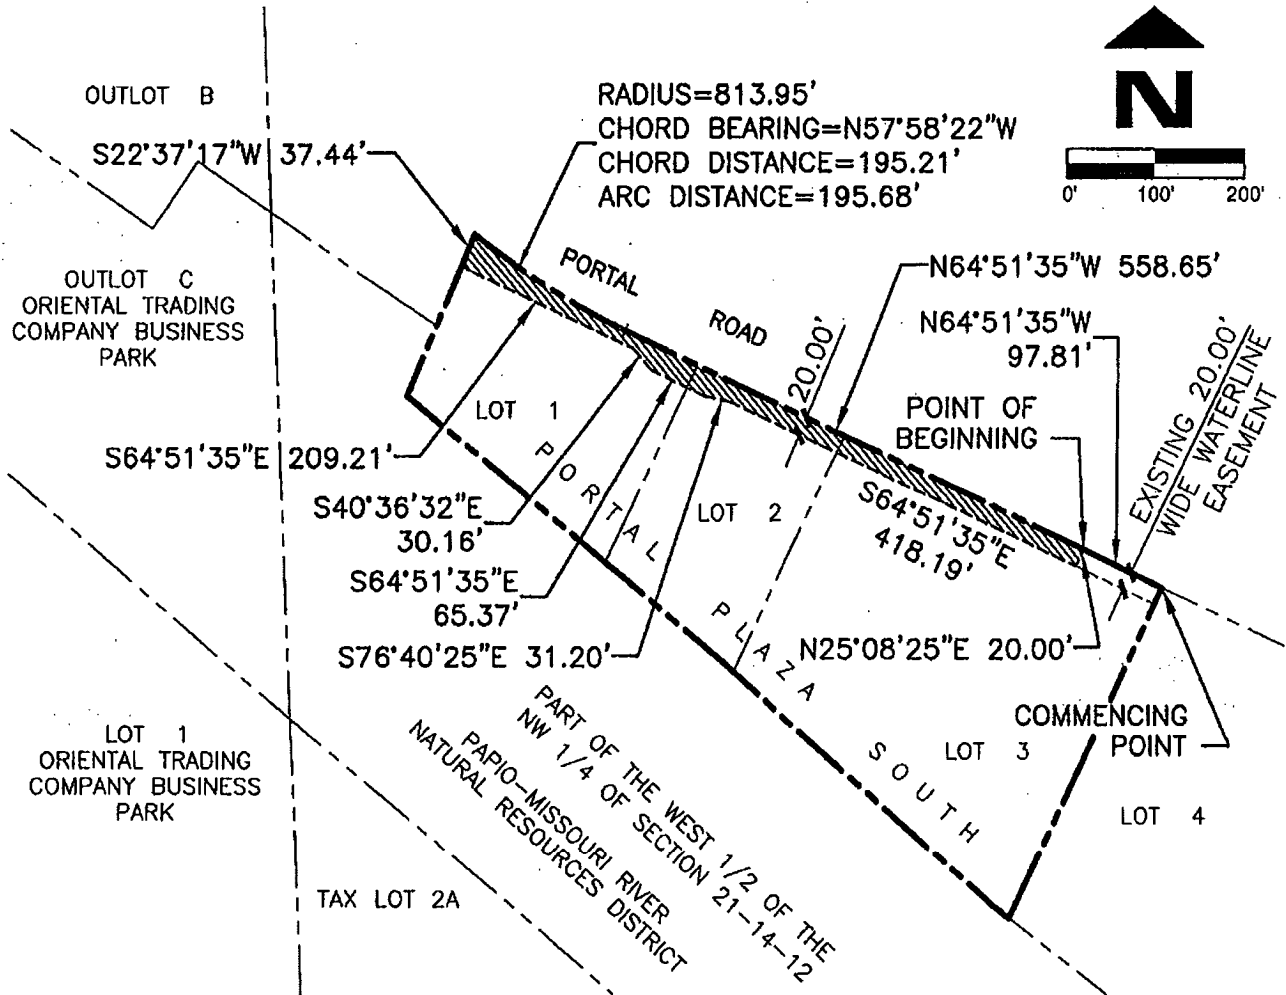 OUTLOT B
S22°37'17"W 37.44'
RADIUS=813.95'
CHORD BEARING=N57°58'22"W
CHORD DISTANCE=195.21'
ARC DISTANCE=195.68'
N
0' 100' 200'
OUTLOT C
ORIENTAL TRADING
COMPANY BUSINESS
PARK
PORTAL ROAD
N64°51'35"W 558.65'
N64°51'35"W
97.81'
20.00'
EXISTING 20.00'
WIDE WATERLINE
EASEMENT
POINT OF
BEGINNING
LOT 1
S64°51'35"E 209.21'
S40°36'32"E
30.16'
S64°51'35"E
65.37'
S76°40'25"E 31.20'
LOT 2
S64°51'35"E
418.19'
N25°08'25"E 20.00'
COMMENCING
POINT
PORTAL PLAZA SOUTH
LOT 3
LOT 4
PART OF THE WEST 1/2 OF THE
NW 1/4 OF SECTION 21-14-12
PAPIO-MISSOURI RIVER
NATURAL RESOURCES DISTRICT
LOT 1
ORIENTAL TRADING
COMPANY BUSINESS
PARK
TAX LOT 2A